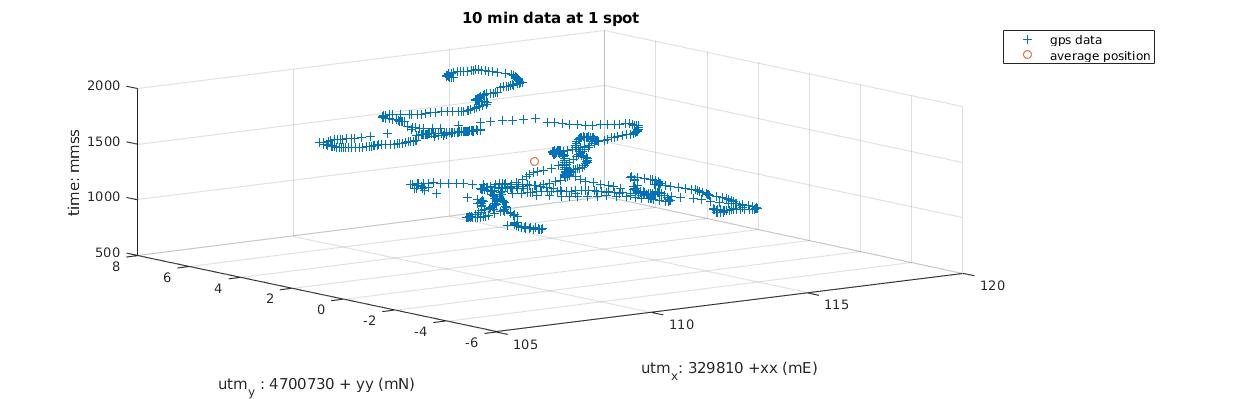 10 min data at 1 spot
gps data
average position
2000
1500
1000
500
time: mmss
8
6
4
2
0
-2
-4
-6
105
110
115
120
utm_y : 4700730 + yy (mN)
utm_x: 329810 +xx (mE)